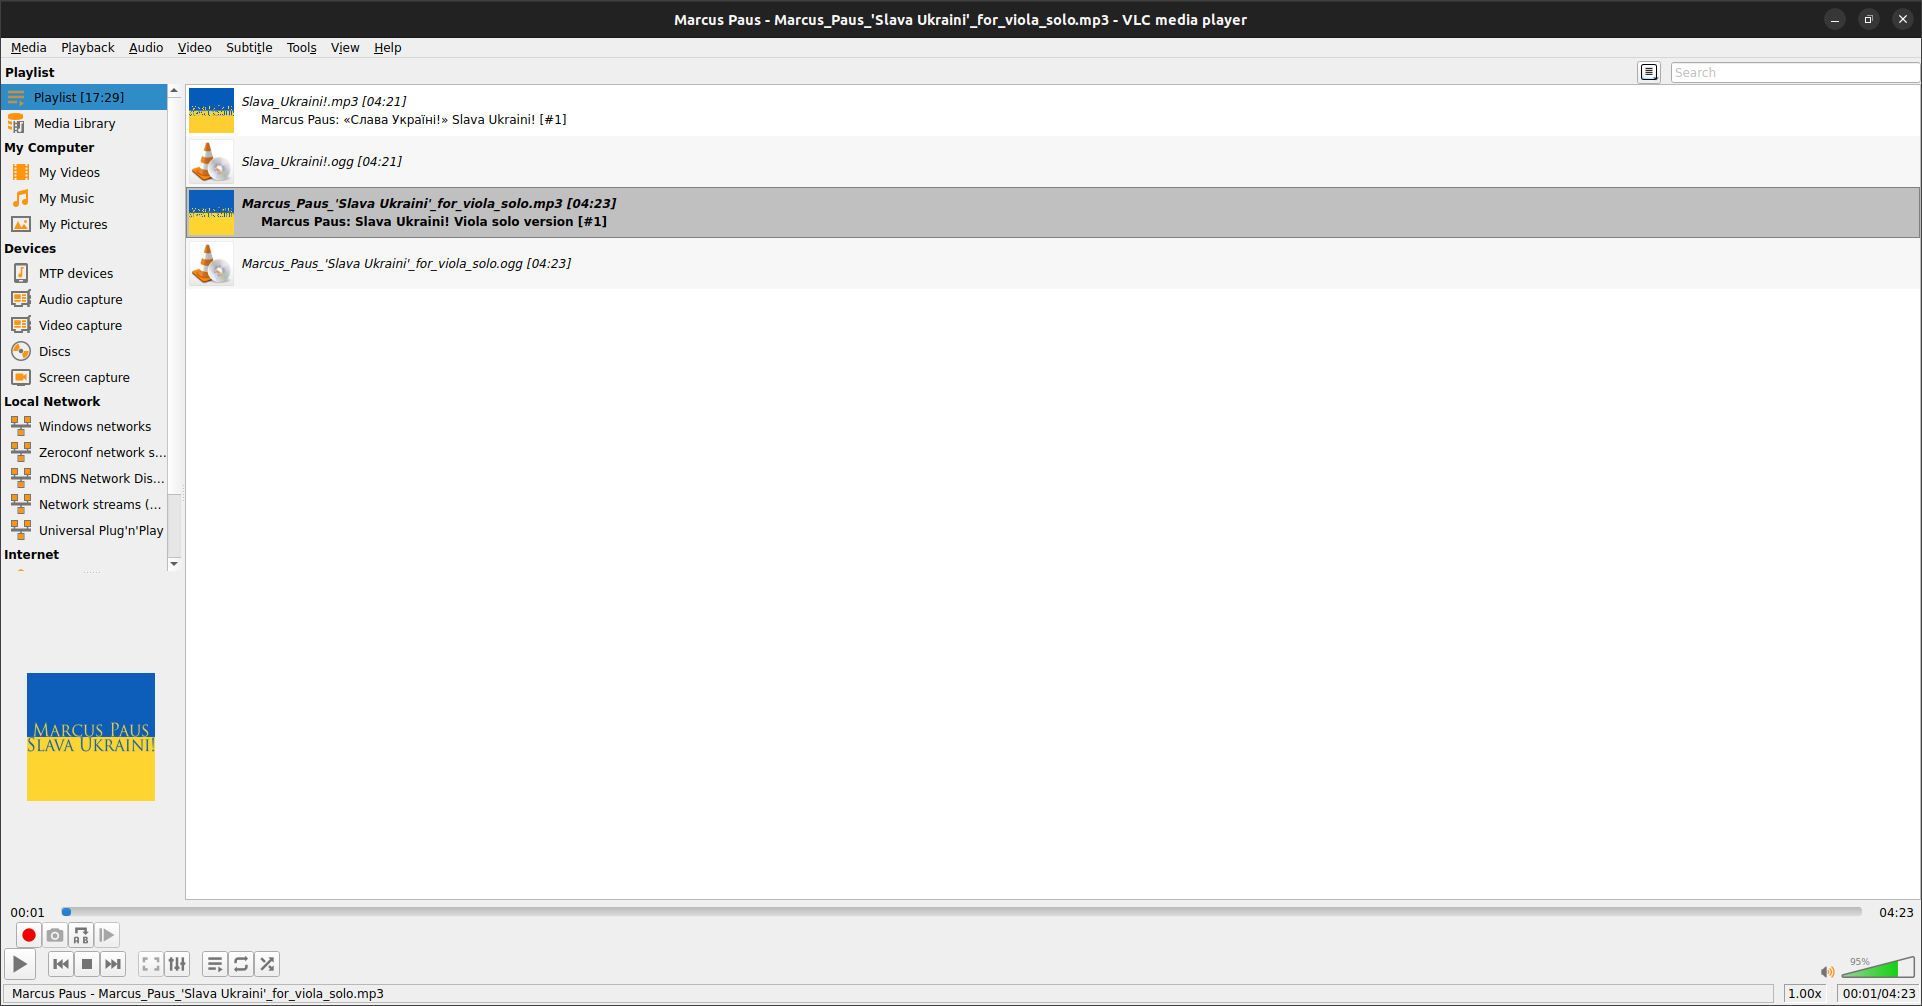 Marcus Paus - Marcus_Paus_'Slava Ukraini'_for_viola_solo.mp3 - VLC media player
Media Playback Audio Video Subtitle Tools View Help
Playlist
Search
Playlist [17:29]
Media Library
My Computer
My Videos
My Music
My Pictures
Devices
MTP devices
Audio capture
Video capture
Discs
Screen capture
Local Network
Windows networks
Zeroconf network s...
mDNS Network Dis...
Network streams (...
Universal Plug'n'Play
Internet
Slava_Ukraini!.mp3 [04:21]
Marcus Paus: «Слава Україні!» Slava Ukraini! [#1]
Slava_Ukraini!.ogg [04:21]
Marcus_Paus_'Slava Ukraini'_for_viola_solo.mp3 [04:23]
Marcus Paus: Slava Ukraini! Viola solo version [#1]
Marcus_Paus_'Slava Ukraini'_for_viola_solo.ogg [04:23]
MARCUS PAUS
SLAVA UKRAINI!
00:01 04:23
A B
95%
Marcus Paus - Marcus_Paus_'Slava Ukraini'_for_viola_solo.mp3 1.00x 00:01/04:23